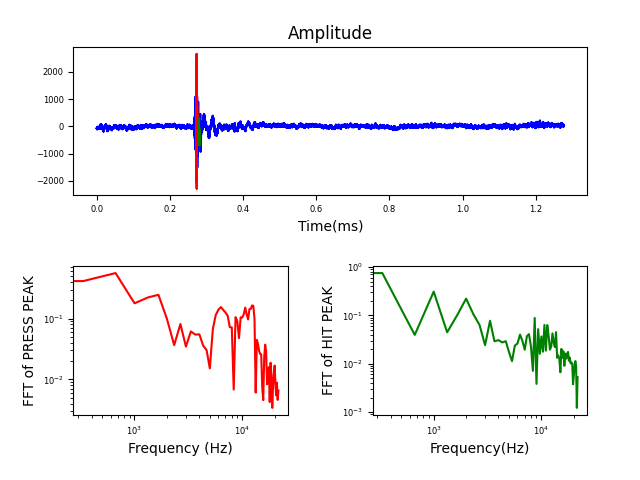 Amplitude
2000
1000
0
−1000
−2000
0.0 0.2 0.4 0.6 0.8 1.0 1.2
Time(ms)
FFT of PRESS PEAK
10⁻¹
10⁻²
10³ 10⁴
Frequency (Hz)
FFT of HIT PEAK
10⁰
10⁻¹
10⁻²
10⁻³
10³ 10⁴
Frequency(Hz)